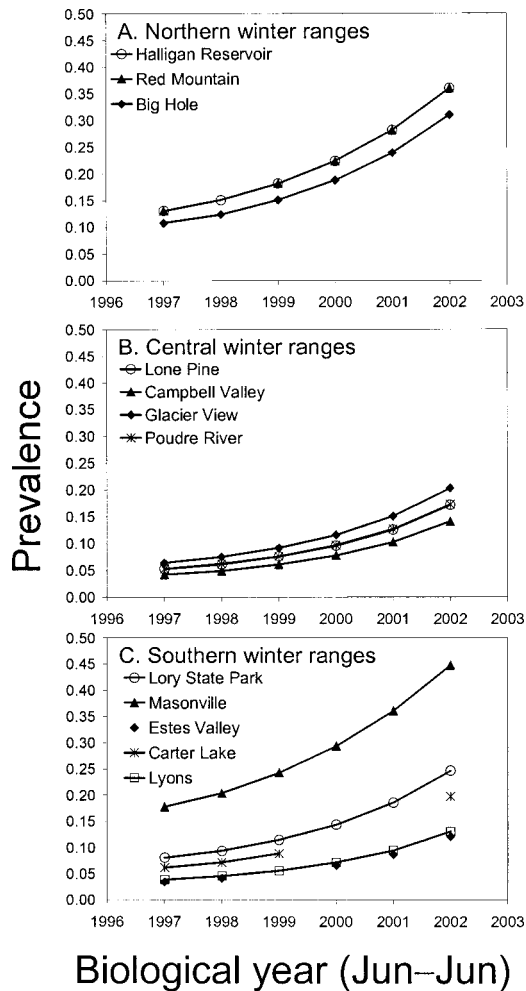 Prevalence
A. Northern winter ranges
Halligan Reservoir
Red Mountain
Big Hole
0.50
0.45
0.40
0.35
0.30
0.25
0.20
0.15
0.10
0.05
0.00
1996 1997 1998 1999 2000 2001 2002 2003
B. Central winter ranges
Lone Pine
Campbell Valley
Glacier View
Poudre River
0.50
0.45
0.40
0.35
0.30
0.25
0.20
0.15
0.10
0.05
0.00
1996 1997 1998 1999 2000 2001 2002 2003
C. Southern winter ranges
Lory State Park
Masonville
Estes Valley
Carter Lake
Lyons
0.50
0.45
0.40
0.35
0.30
0.25
0.20
0.15
0.10
0.05
0.00
1996 1997 1998 1999 2000 2001 2002 2003
Biological year (Jun–Jun)